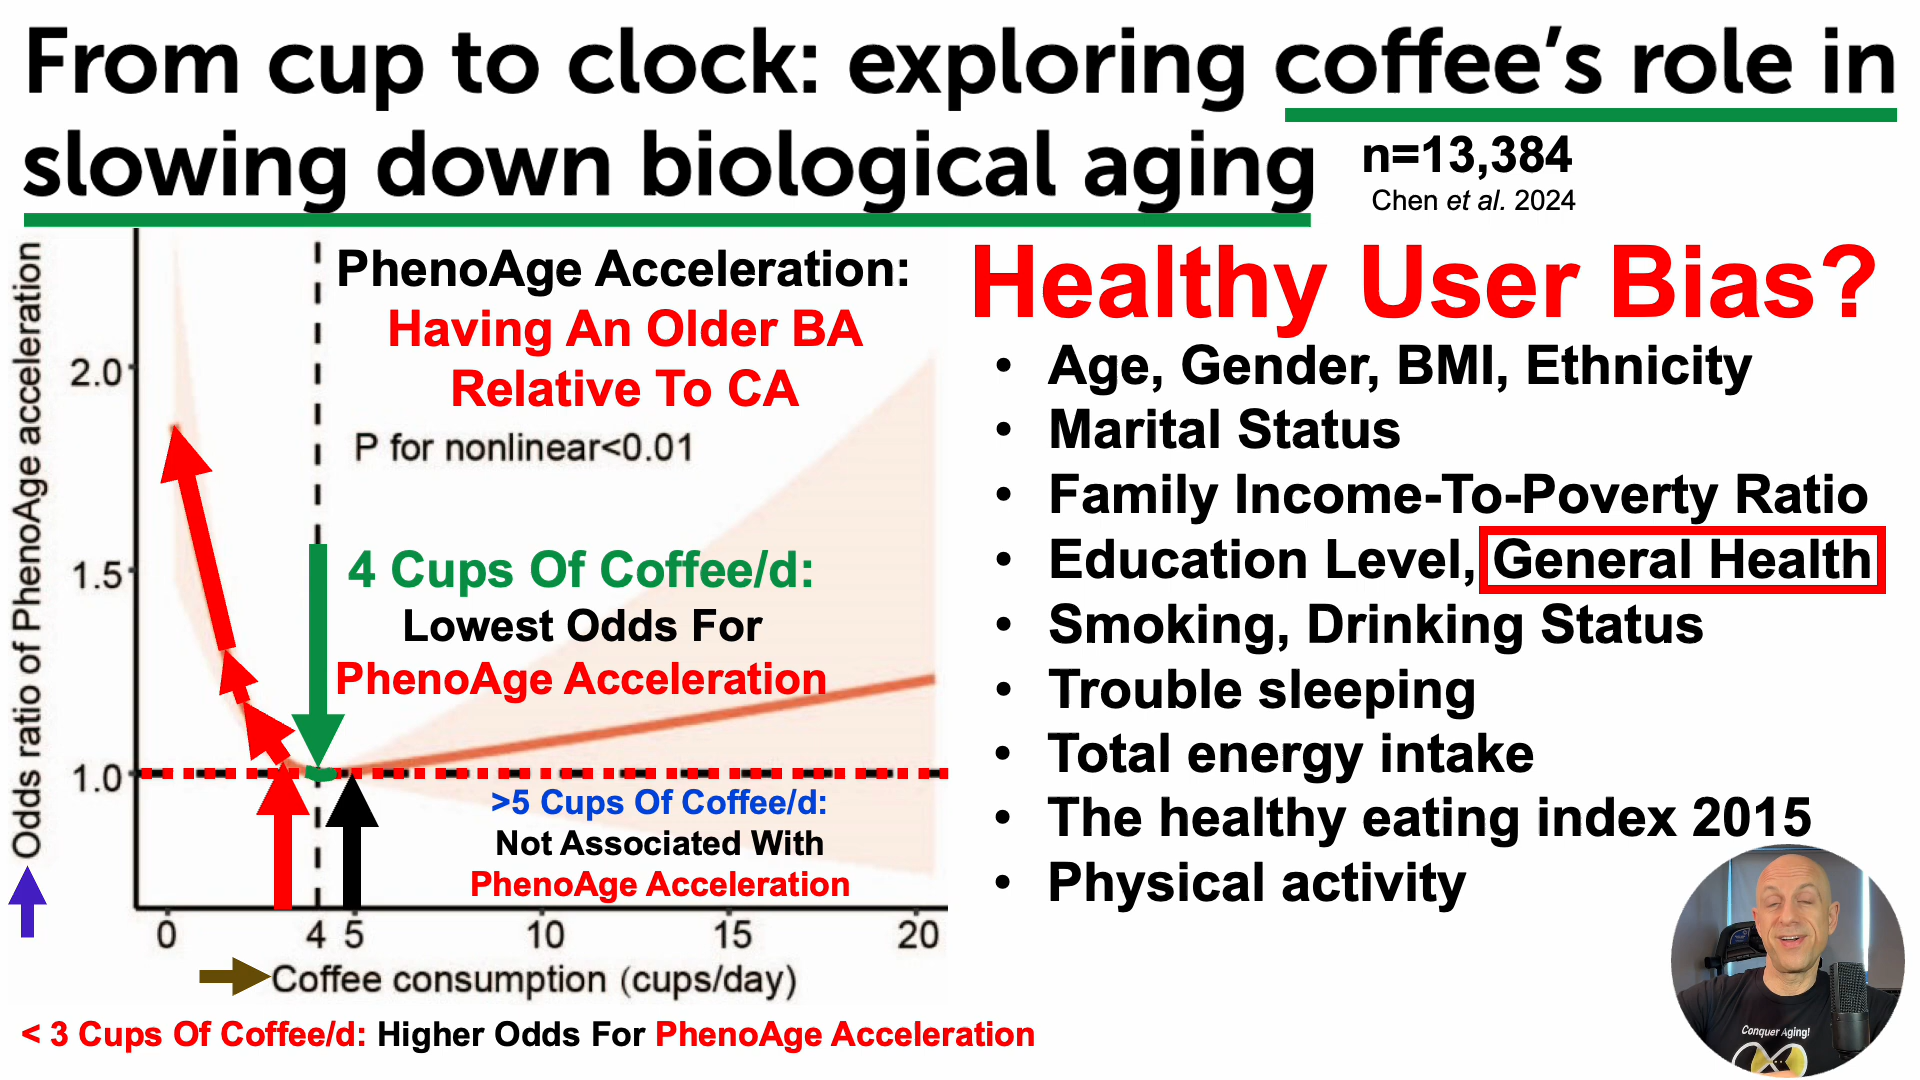 From cup to clock: exploring coffee’s role in
slowing down biological aging
n=13,384
Chen et al. 2024
Odds ratio of PhenoAge acceleration
2.0
1.5
1.0
PhenoAge Acceleration:
Having An Older BA
Relative To CA
P for nonlinear<0.01
4 Cups Of Coffee/d:
Lowest Odds For
PhenoAge Acceleration
>5 Cups Of Coffee/d:
Not Associated With
PhenoAge Acceleration
0 4 5 10 15 20
Coffee consumption (cups/day)
< 3 Cups Of Coffee/d: Higher Odds For PhenoAge Acceleration
Healthy User Bias?
• Age, Gender, BMI, Ethnicity
• Marital Status
• Family Income-To-Poverty Ratio
• Education Level, General Health
• Smoking, Drinking Status
• Trouble sleeping
• Total energy intake
• The healthy eating index 2015
• Physical activity
Conquer Aging!